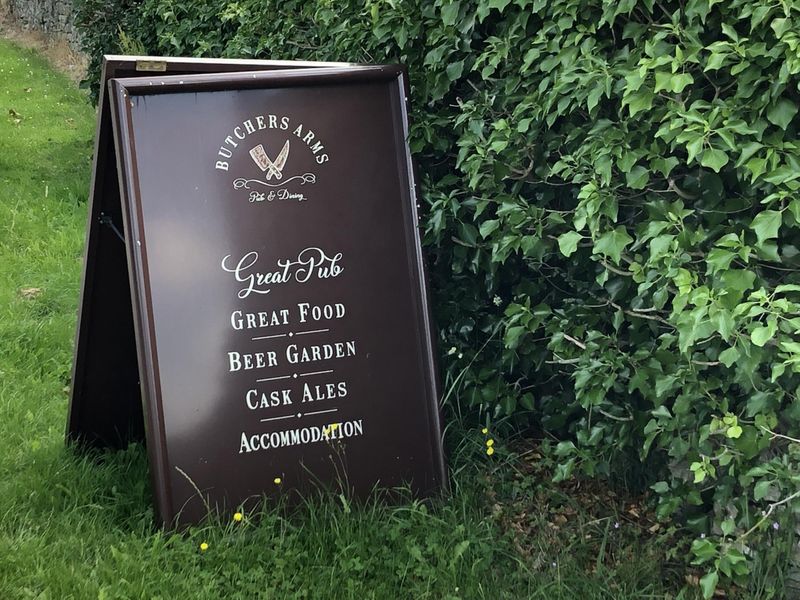 BUTCHERS ARMS
Pub & Dining
Great Pub
GREAT FOOD
BEER GARDEN
CASK ALES
ACCOMMODATION